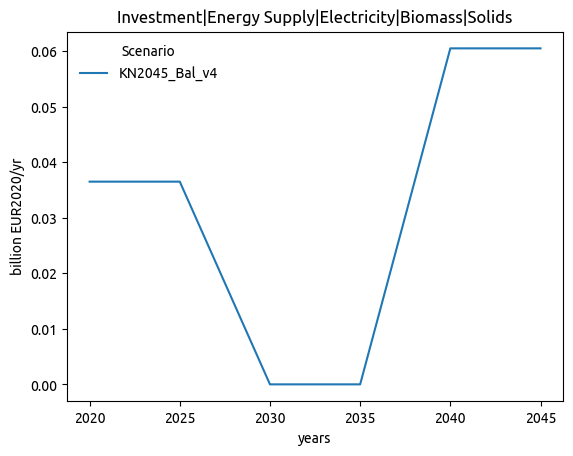 Investment|Energy Supply|Electricity|Biomass|Solids
Scenario
KN2045_Bal_v4
billion EUR2020/yr
0.06
0.05
0.04
0.03
0.02
0.01
0.00
2020 2025 2030 2035 2040 2045
years